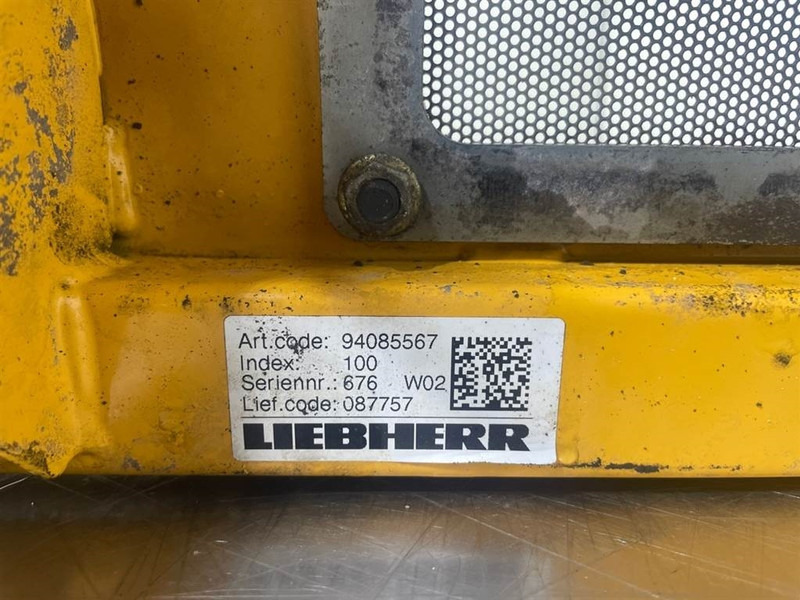 Art.code: 94085567
Index: 100
Seriennr.: 676 W02
Lief.code: 087757
LIEBHERR